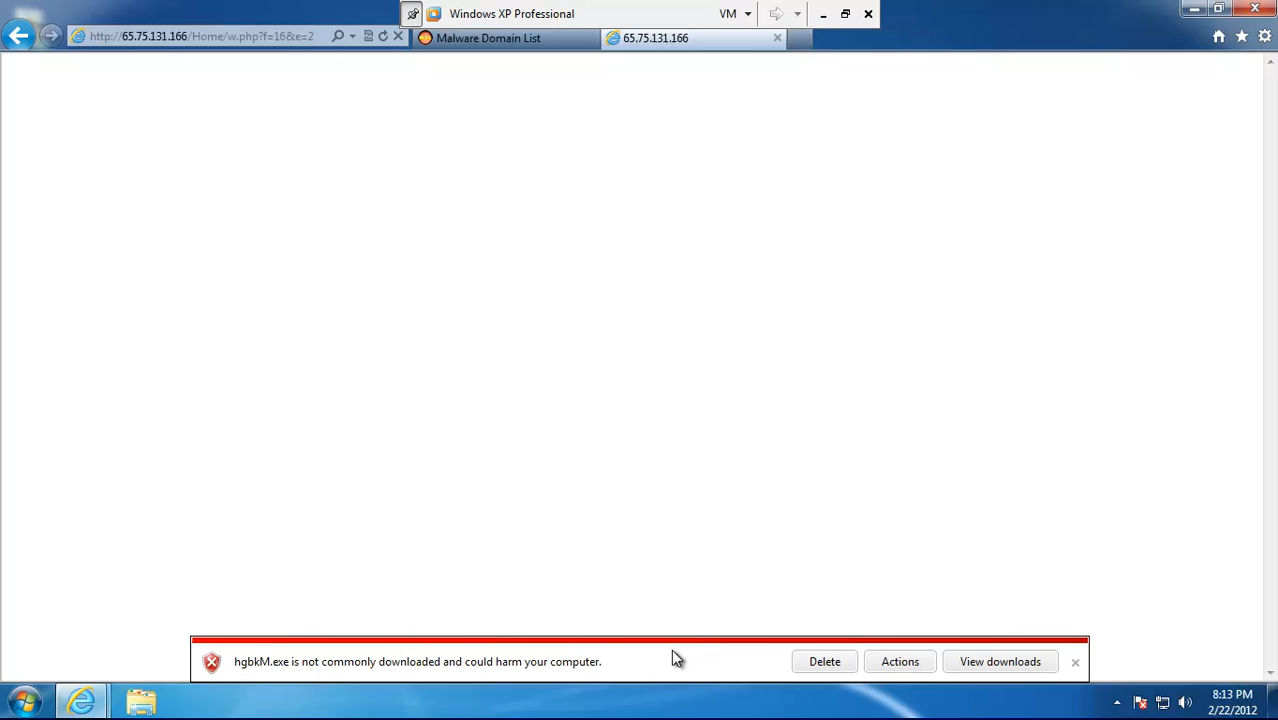 Windows XP Professional
VM
http://65.75.131.166/Home/w.php?f=16&e=2
Malware Domain List
65.75.131.166
hgbkM.exe is not commonly downloaded and could harm your computer.
Delete
Actions
View downloads
8:13 PM
2/22/2012